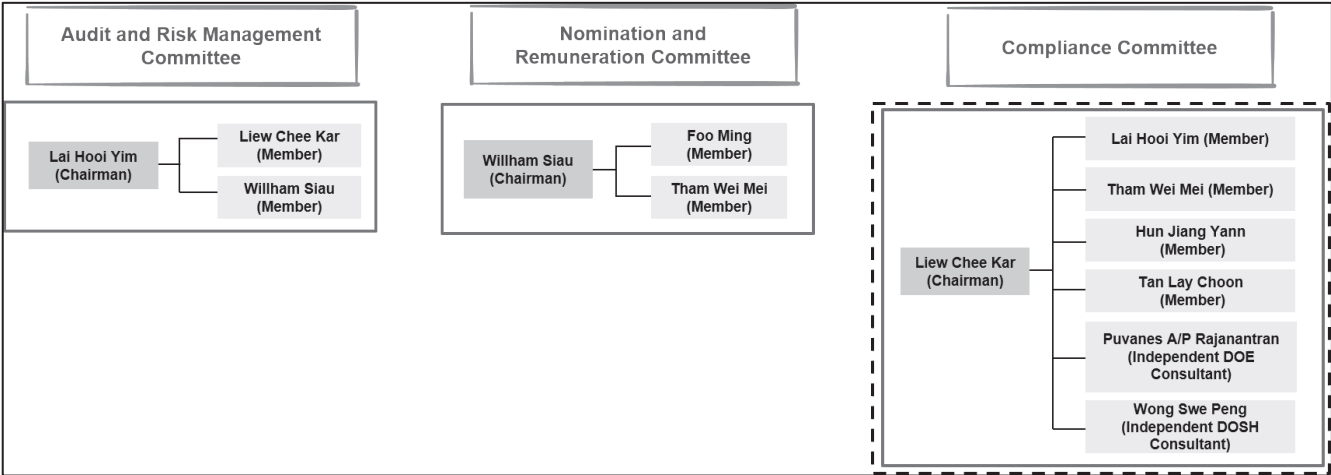 Audit and Risk Management
Committee
Lai Hooi Yim
(Chairman)
Liew Chee Kar
(Member)
Willham Siau
(Member)
Nomination and
Remuneration Committee
Willham Siau
(Chairman)
Foo Ming
(Member)
Tham Wei Mei
(Member)
Compliance Committee
Liew Chee Kar
(Chairman)
Lai Hooi Yim (Member)
Tham Wei Mei (Member)
Hun Jiang Yann
(Member)
Tan Lay Choon
(Member)
Puvanes A/P Rajanantran
(Independent DOE
Consultant)
Wong Swe Peng
(Independent DOSH
Consultant)